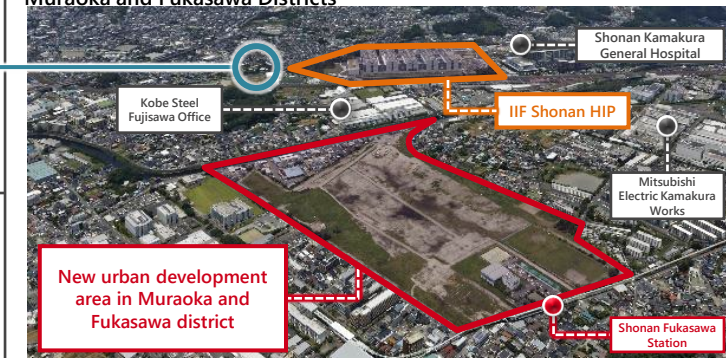 Muraoka and Fukasawa Districts
Shonan Kamakura
General Hospital
Kobe Steel
Fujisawa Office
IIF Shonan HIP
Mitsubishi
Electric Kamakura
Works
New urban development
area in Muraoka and
Fukasawa district
Shonan Fukasawa
Station